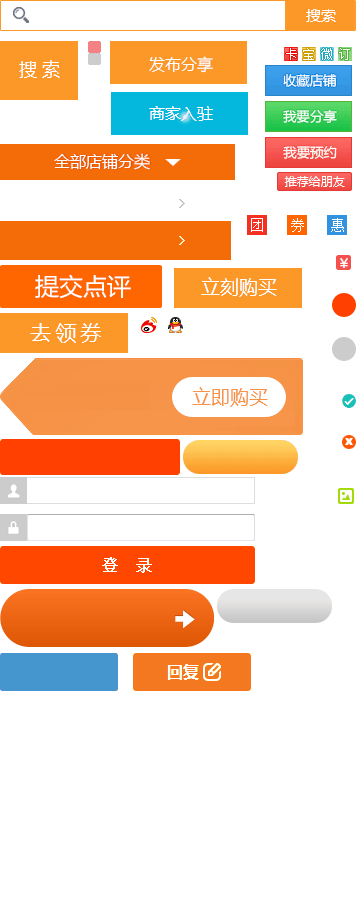 搜索
搜索
发布分享
卡 宝 微 订
收藏店铺
商家入驻
我要分享
我要预约
全部店铺分类
推荐给朋友
团 券 惠
¥
提交点评
立刻购买
去领券
立即购买
登 录
回复